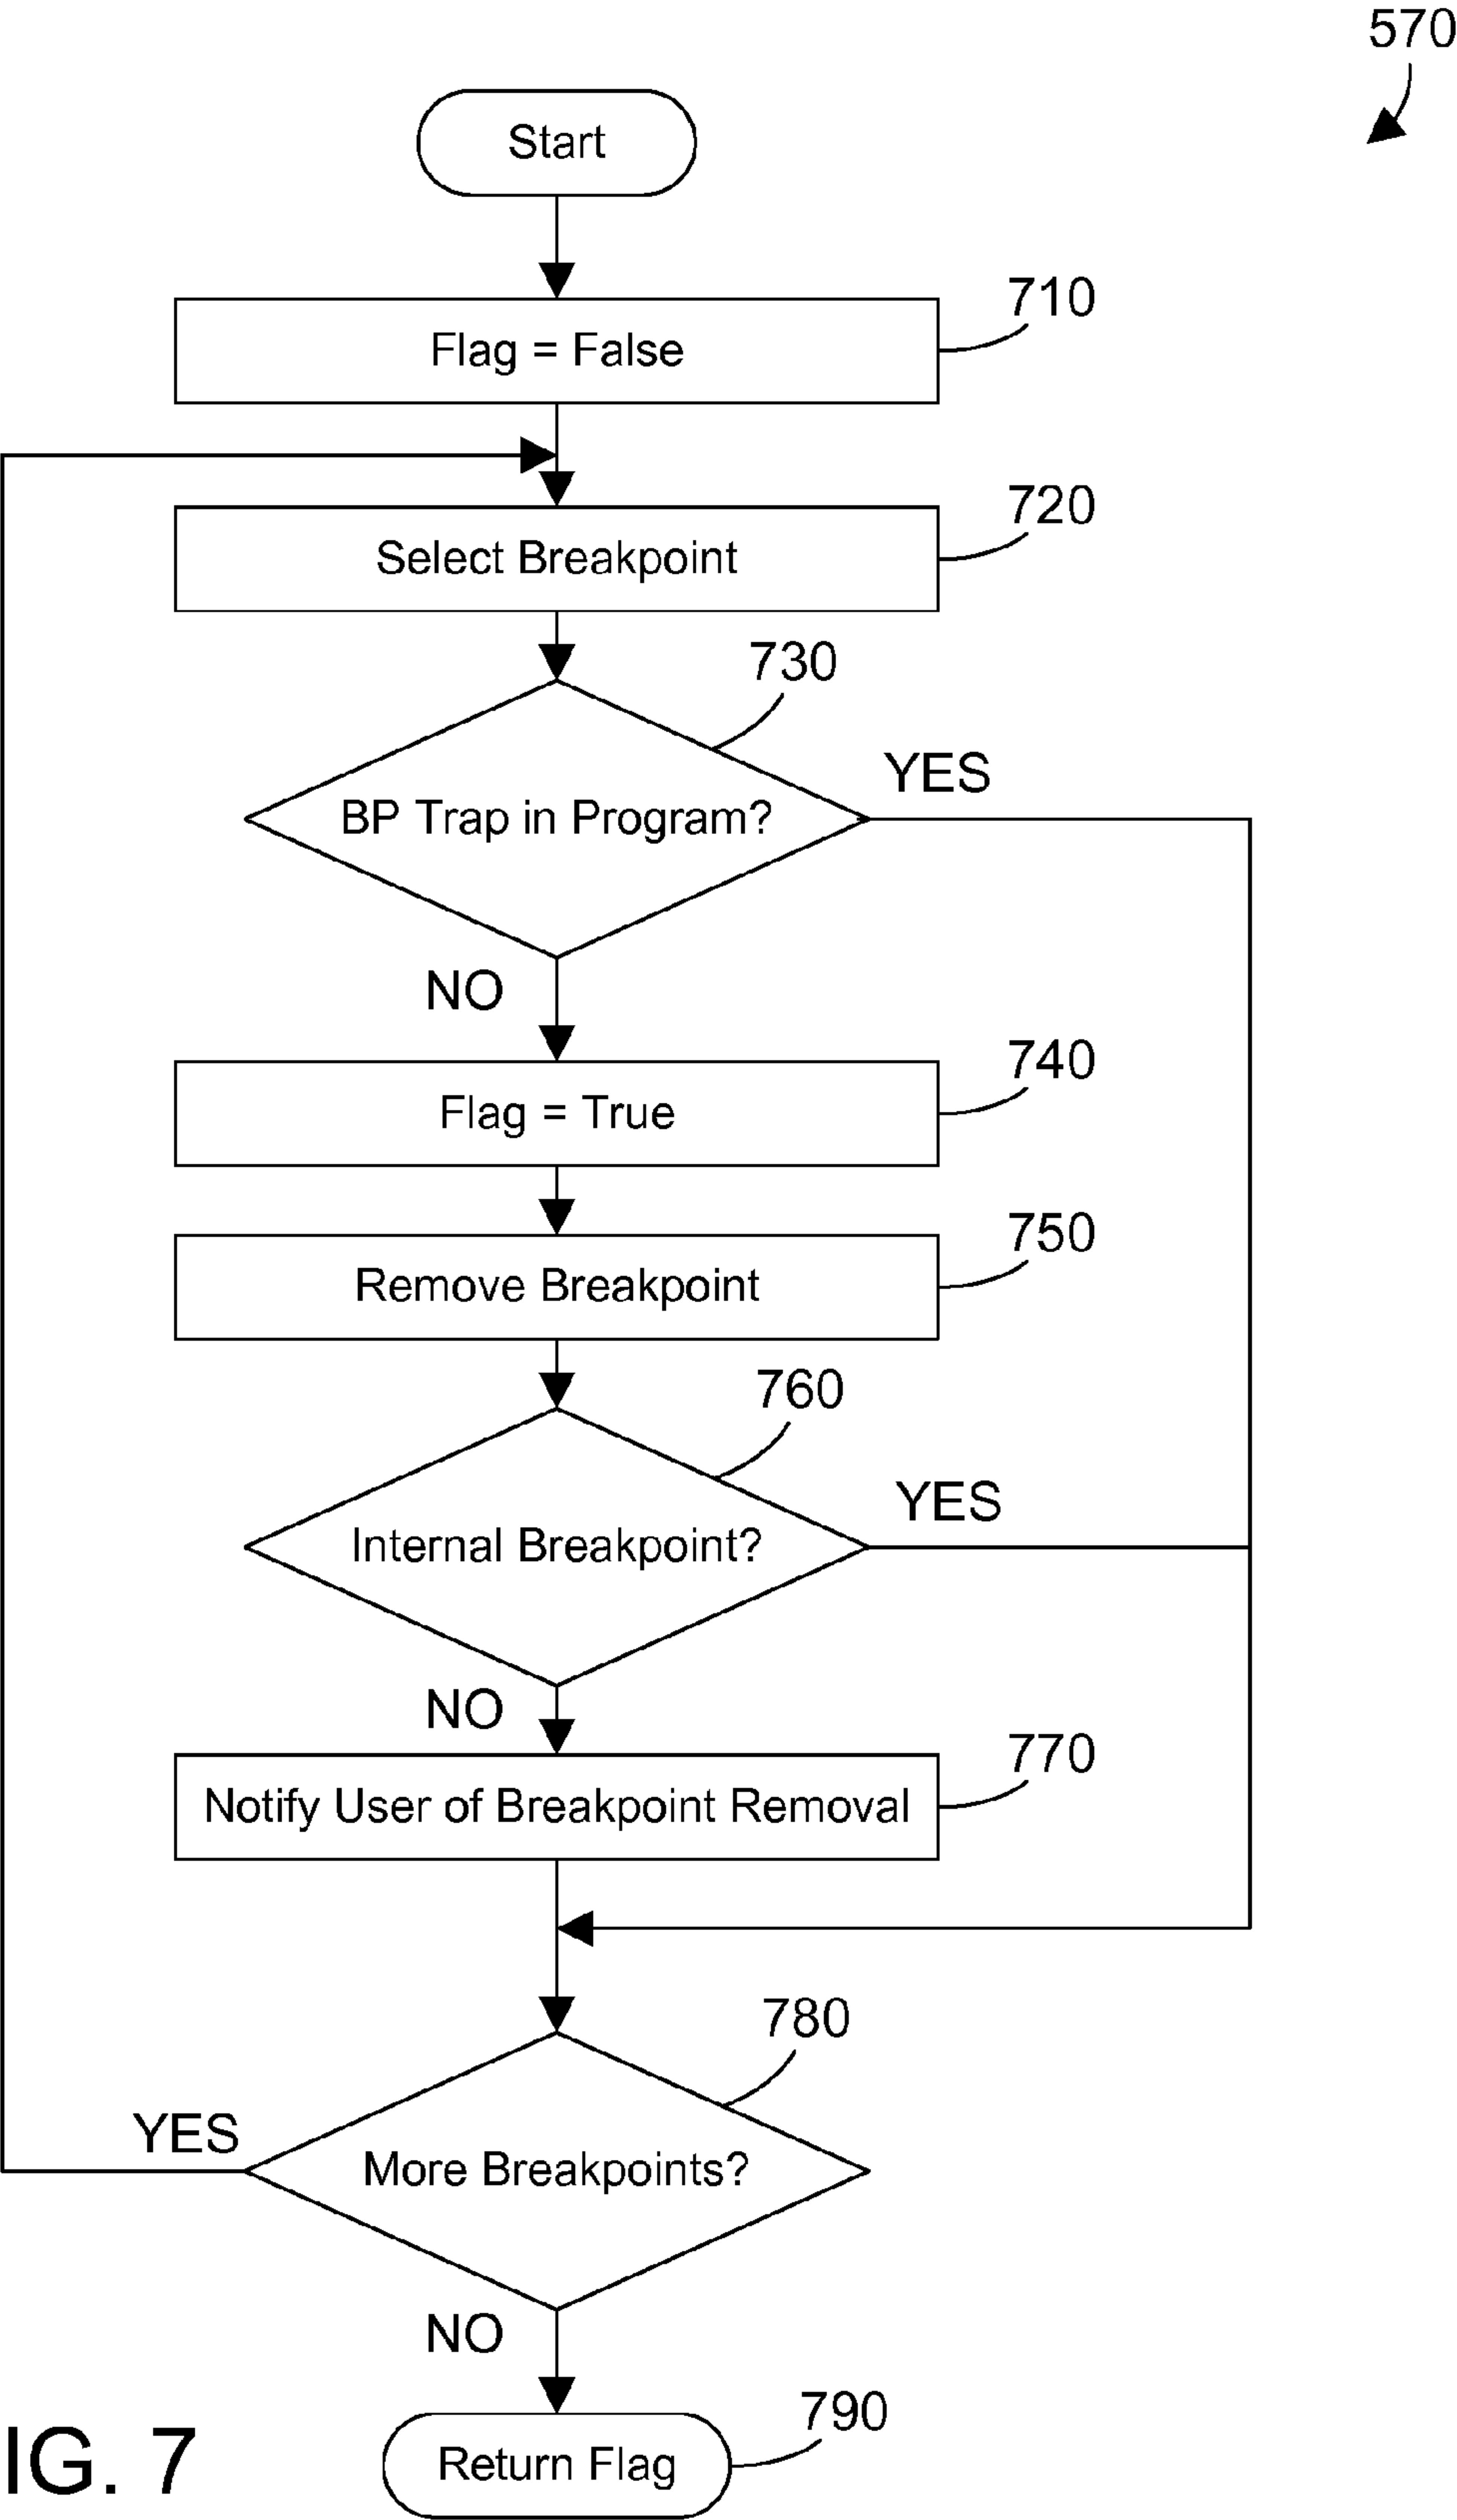 570
Start
710
Flag = False
720
Select Breakpoint
730
YES
BP Trap in Program?
NO
740
Flag = True
750
Remove Breakpoint
760
YES
Internal Breakpoint?
NO
770
Notify User of Breakpoint Removal
780
YES
More Breakpoints?
NO
790
Return Flag
IG. 7